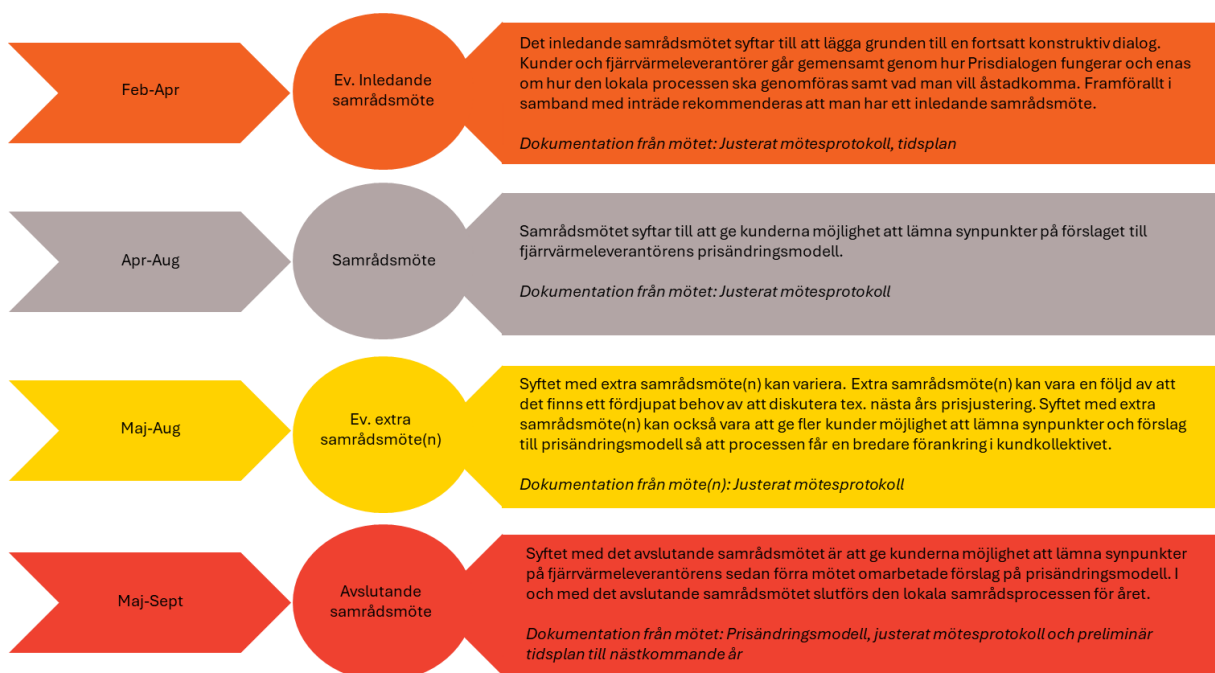 Feb-Apr
Ev. Inledande
samrådsmöte
Det inledande samrådsmötet syftar till att lägga grunden till en fortsatt konstruktiv dialog.
Kunder och fjärrvärmeleverantörer går gemensamt genom hur Prisdialogen fungerar och enas
om hur den lokala processen ska genomföras samt vad man vill åstadkomma. Framförallt i
samband med inträde rekommenderas att man har ett inledande samrådsmöte.
Dokumentation från mötet: Justerat mötesprotokoll, tidsplan
Apr-Aug
Samrådsmöte
Samrådsmötet syftar till att ge kunderna möjlighet att lämna synpunkter på förslaget till
fjärrvärmeleverantörens prisändringsmodell.
Dokumentation från mötet: Justerat mötesprotokoll
Maj-Aug
Ev. extra
samrådsmöte(n)
Syftet med extra samrådsmöte(n) kan variera. Extra samrådsmöte(n) kan vara en följd av att
det finns ett fördjupat behov av att diskutera tex. nästa års prisjustering. Syftet med extra
samrådsmöte(n) kan också vara att ge fler kunder möjlighet att lämna synpunkter och förslag
till prisändringsmodell så att processen får en bredare förankring i kundkollektivet.
Dokumentation från möte(n): Justerat mötesprotokoll
Maj-Sept
Avslutande
samrådsmöte
Syftet med det avslutande samrådsmötet är att ge kunderna möjlighet att lämna synpunkter
på fjärrvärmeleverantörens sedan förra mötet omarbetade förslag på prisändringsmodell. I
och med det avslutande samrådsmötet slutförs den lokala samrådsprocessen för året.
Dokumentation från mötet: Prisändringsmodell, justerat mötesprotokoll och preliminär
tidsplan till nästkommande år